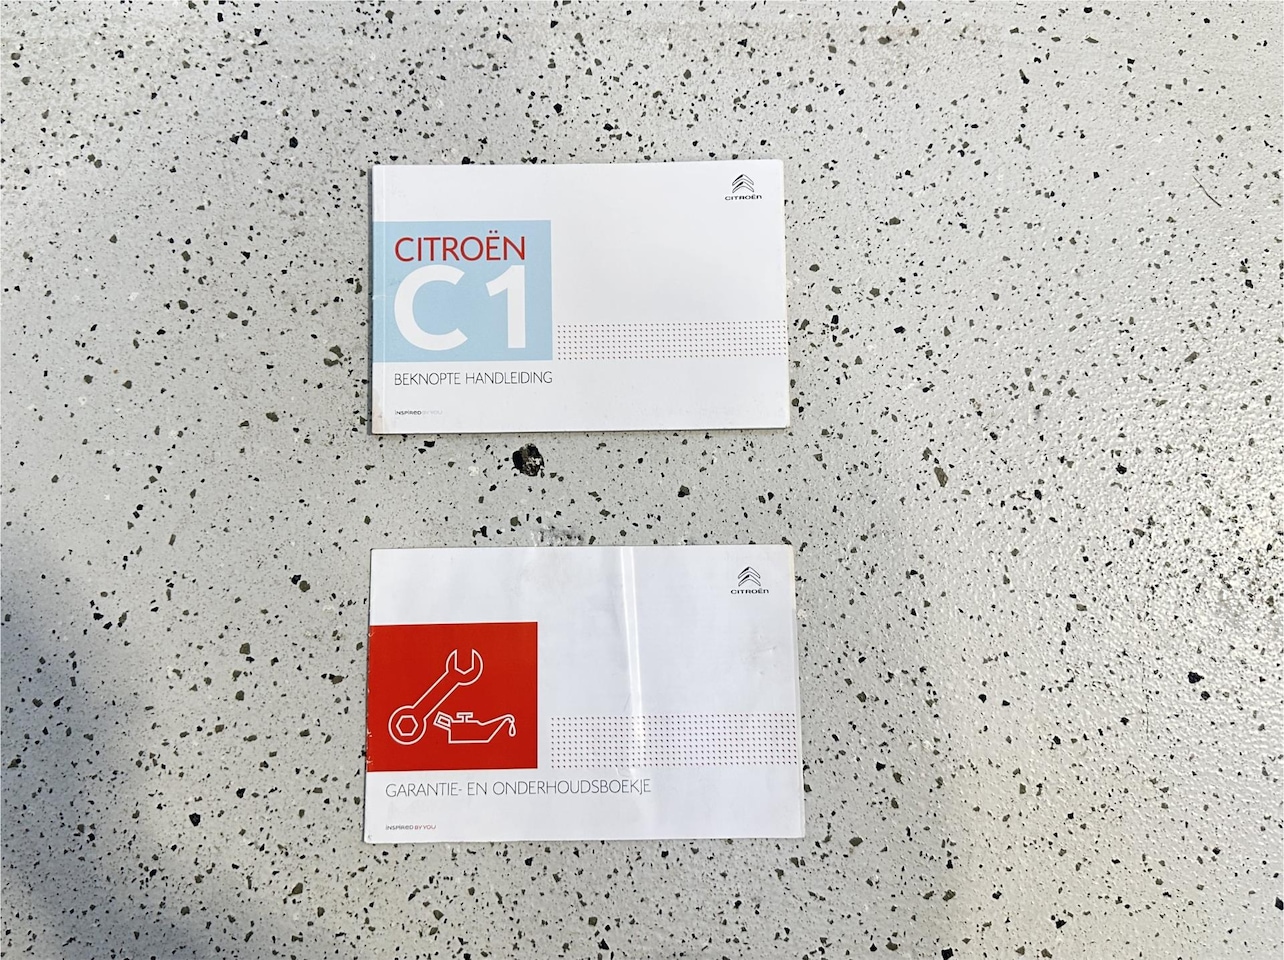 CITROËN
CITROËN
C1
BEKNOPTE HANDLEIDING
INSPIRED BY YOU
CITROËN
GARANTIE- EN ONDERHOUDSBOEKJE
INSPIRED BY YOU